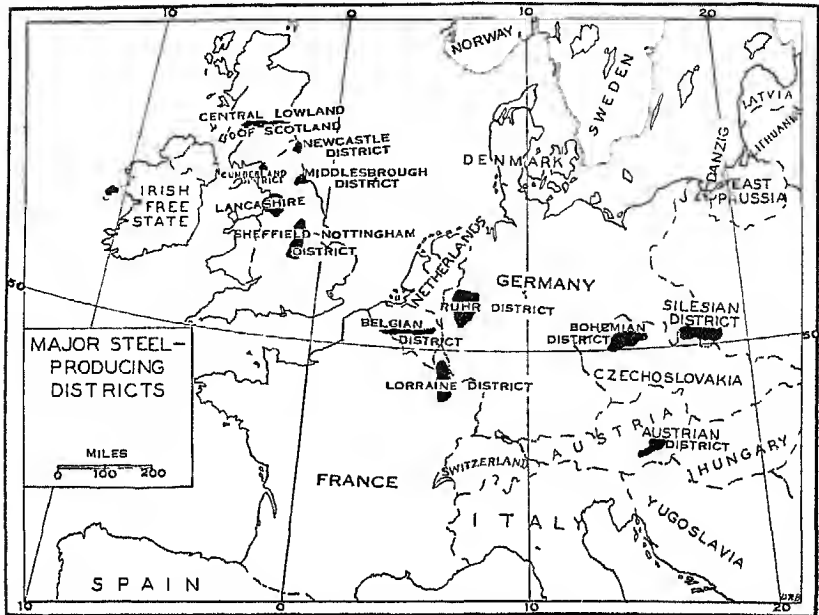 10
0
10
20
NORWAY
SWEDEN
LATVIA
LITHUANIA
CENTRAL LOWLAND
OF SCOTLAND
NEWCASTLE
DISTRICT
CUMBERLAND
DISTRICT
MIDDLESBROUGH
DISTRICT
DENMARK
DANZIG
EAST
PRUSSIA
IRISH
FREE
STATE
LANCASHIRE
SHEFFIELD-NOTTINGHAM
DISTRICT
NETHERLANDS
GERMANY
50
RUHR DISTRICT
BELGIAN
DISTRICT
BOHEMIAN
DISTRICT
SILESIAN
DISTRICT
50
MAJOR STEEL-
PRODUCING
DISTRICTS
MILES
0 100 200
LORRAINE DISTRICT
CZECHOSLOVAKIA
AUSTRIA
AUSTRIAN
DISTRICT
HUNGARY
SWITZERLAND
FRANCE
ITALY
YUGOSLAVIA
SPAIN
10
0
10
20